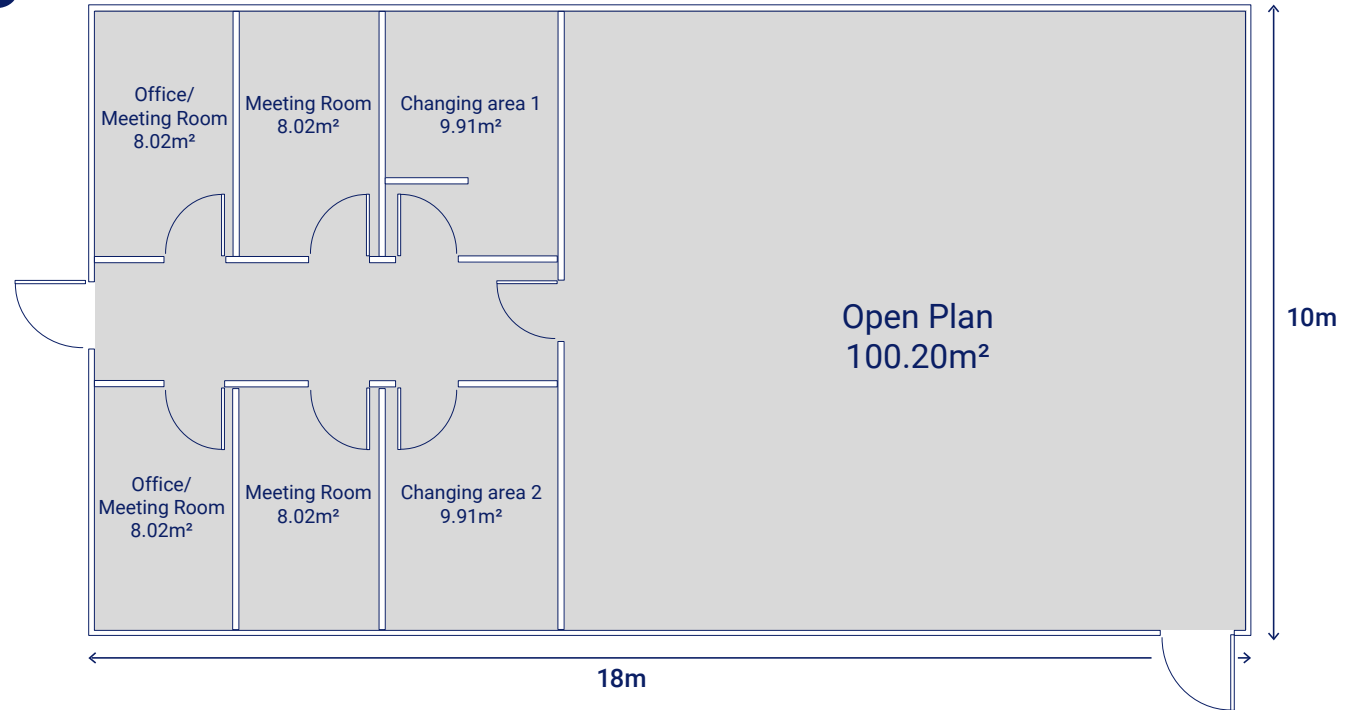 Office/
Meeting Room
8.02m²
Meeting Room
8.02m²
Changing area 1
9.91m²
Open Plan
100.20m²
10m
Office/
Meeting Room
8.02m²
Meeting Room
8.02m²
Changing area 2
9.91m²
18m